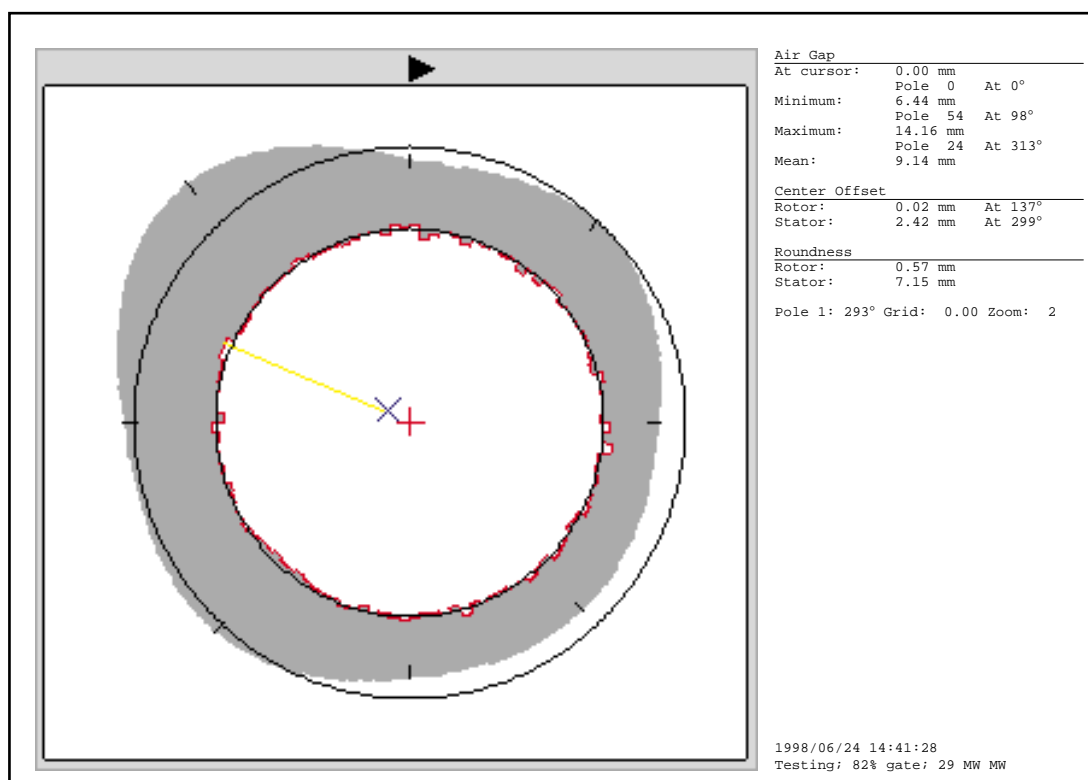 Air Gap
At cursor: 0.00 mm
Pole 0 At 0°
Minimum: 6.44 mm
Pole 54 At 98°
Maximum: 14.16 mm
Pole 24 At 313°
Mean: 9.14 mm
Center Offset
Rotor: 0.02 mm At 137°
Stator: 2.42 mm At 299°
Roundness
Rotor: 0.57 mm
Stator: 7.15 mm
Pole 1: 293° Grid: 0.00 Zoom: 2
1998/06/24 14:41:28
Testing; 82% gate; 29 MW MW